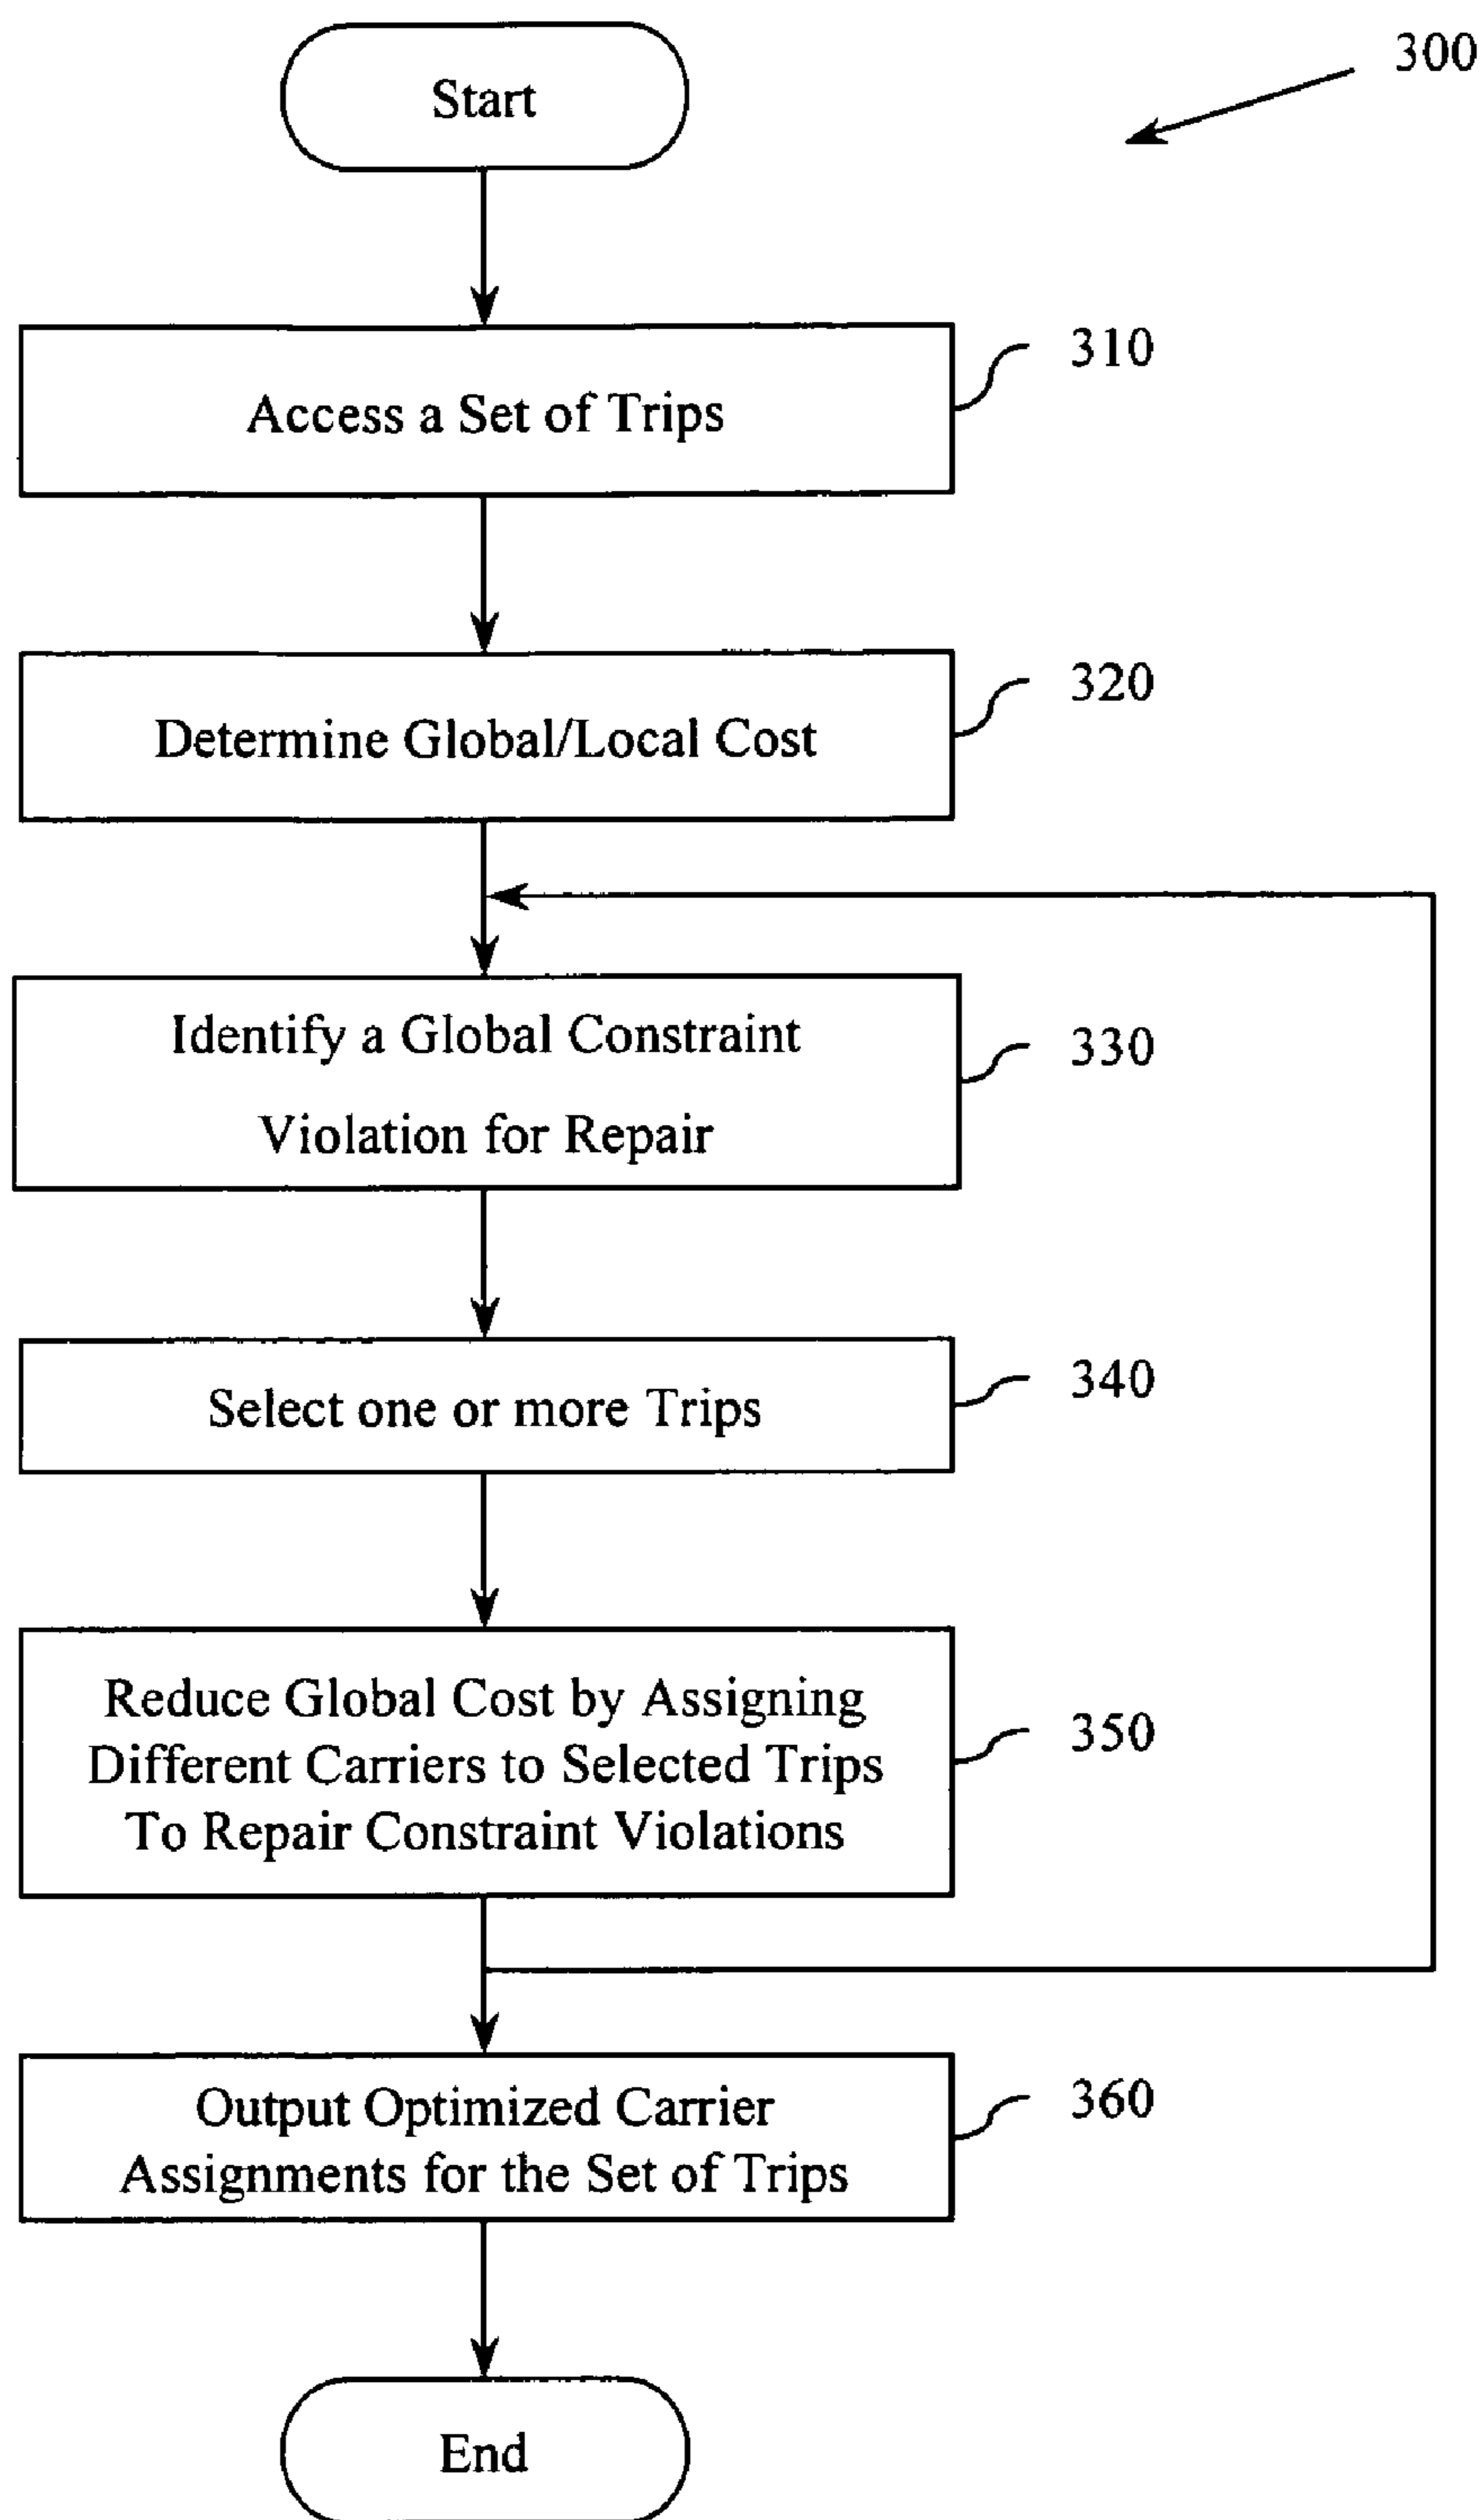 Start
300
Access a Set of Trips
310
Determine Global/Local Cost
320
Identify a Global Constraint
Violation for Repair
330
Select one or more Trips
340
Reduce Global Cost by Assigning
Different Carriers to Selected Trips
To Repair Constraint Violations
350
Output Optimized Carrier
Assignments for the Set of Trips
360
End